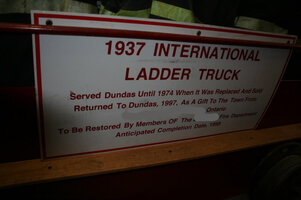 1937 INTERNATIONAL
LADDER TRUCK
Served Dundas Until 1974 When It Was Replaced And Sold
Returned To Dundas, 1997, As A Gift To The Town From
Ontario
To Be Restored By Members OF The Fire Department
Anticipated Completion Date 1998